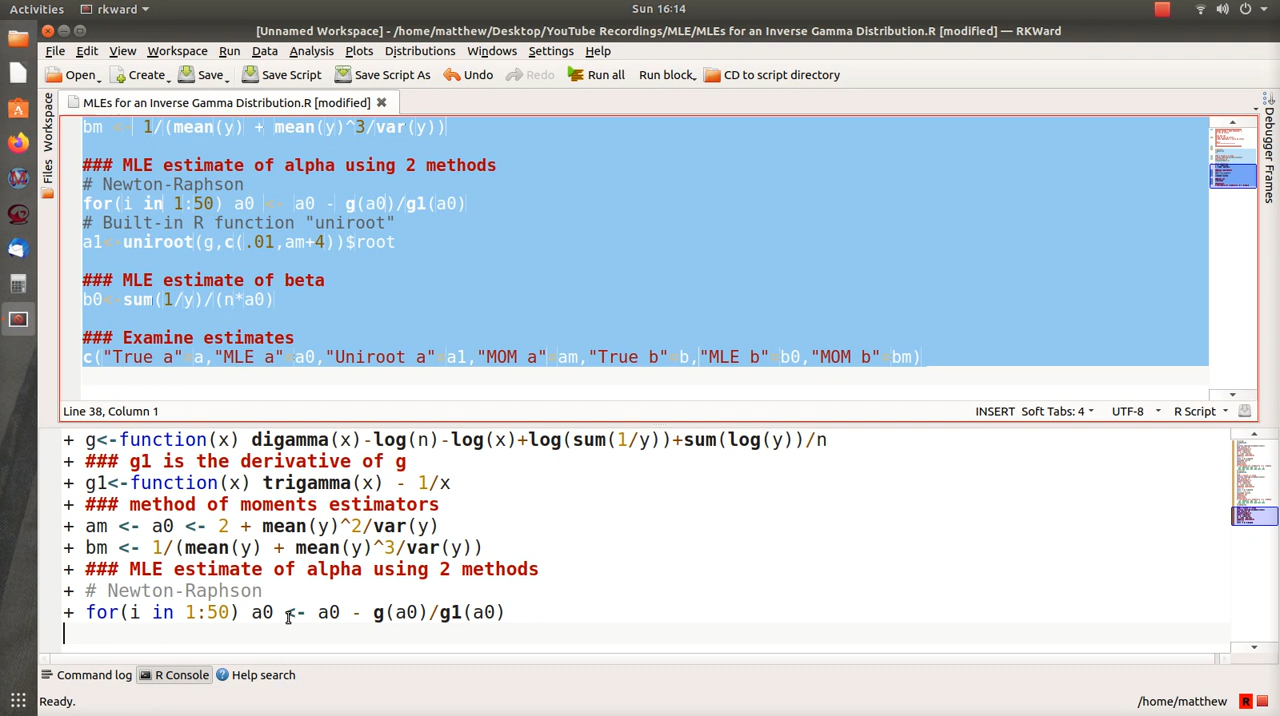 Activities rkward Sun 16:14
[Unnamed Workspace] - /home/matthew/Desktop/YouTube Recordings/MLE/MLEs for an Inverse Gamma Distribution.R [modified] — RKWard
File Edit View Workspace Run Data Analysis Plots Distributions Windows Settings Help
Open Create Save Save Script Save Script As Undo Redo Run all Run block CD to script directory
MLEs for an Inverse Gamma Distribution.R [modified]
Workspace
Files
Debugger Frames
bm <- 1/(mean(y) + mean(y)^3/var(y))
### MLE estimate of alpha using 2 methods
# Newton-Raphson
for(i in 1:50) a0 <- a0 - g(a0)/g1(a0)
# Built-in R function "uniroot"
a1<-uniroot(g,c(.01,am+4))$root
### MLE estimate of beta
b0<-sum(1/y)/(n*a0)
### Examine estimates
c("True a"=a,"MLE a"=a0,"Uniroot a"=a1,"MOM a"=am,"True b"=b,"MLE b"=b0,"MOM b"=bm)
Line 38, Column 1 INSERT Soft Tabs: 4 UTF-8 R Script
+ g<-function(x) digamma(x)-log(n)-log(x)+log(sum(1/y))+sum(log(y))/n
+ ### g1 is the derivative of g
+ g1<-function(x) trigamma(x) - 1/x
+ ### method of moments estimators
+ am <- a0 <- 2 + mean(y)^2/var(y)
+ bm <- 1/(mean(y) + mean(y)^3/var(y))
+ ### MLE estimate of alpha using 2 methods
+ # Newton-Raphson
+ for(i in 1:50) a0 <- a0 - g(a0)/g1(a0)
Command log R Console Help search
Ready. /home/matthew R